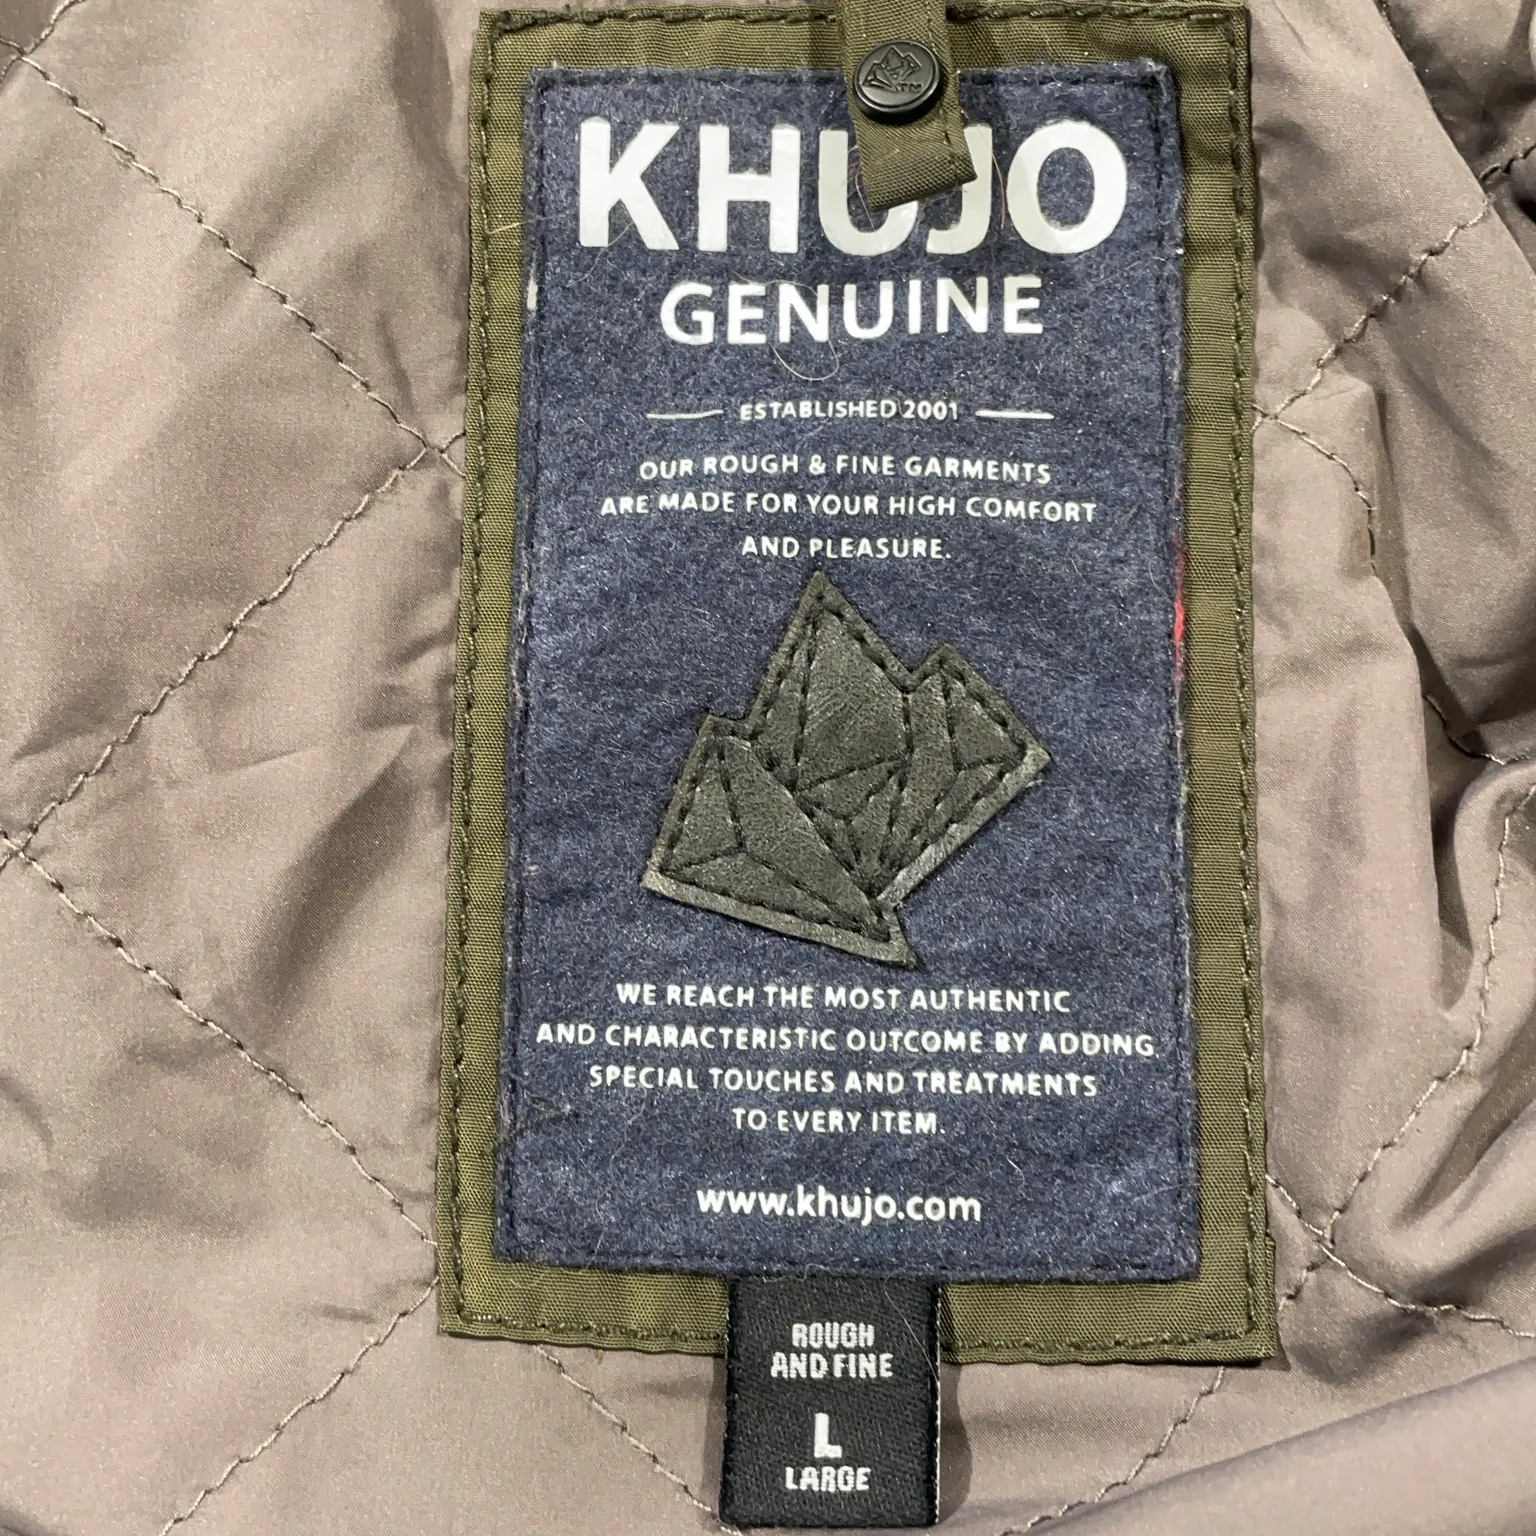 KHUJO
GENUINE
ESTABLISHED 2001
OUR ROUGH & FINE GARMENTS
ARE MADE FOR YOUR HIGH COMFORT
AND PLEASURE.
WE REACH THE MOST AUTHENTIC
AND CHARACTERISTIC OUTCOME BY ADDING
SPECIAL TOUCHES AND TREATMENTS
TO EVERY ITEM.
www.khujo.com
ROUGH
AND FINE
L
LARGE